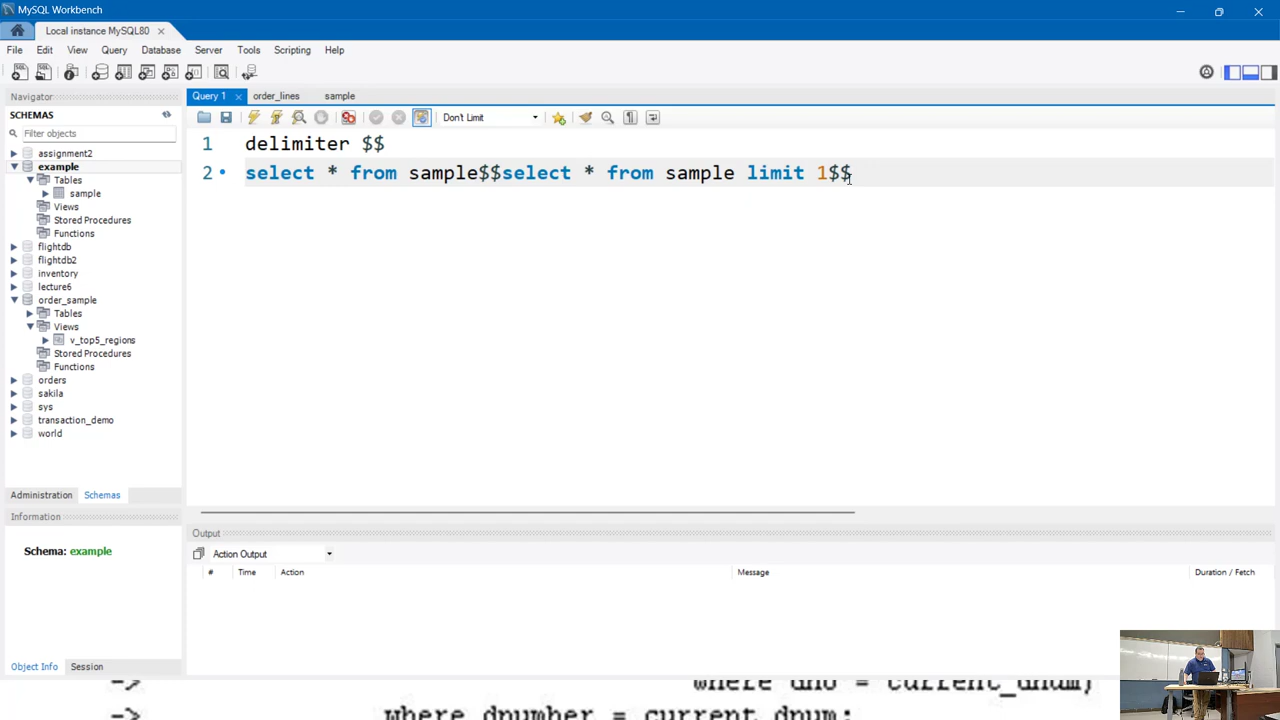 MySQL Workbench
Local instance MySQL80
File Edit View Query Database Server Tools Scripting Help
Navigator
SCHEMAS
Filter objects
assignment2
example
Tables
sample
Views
Stored Procedures
Functions
flightdb
flightdb2
inventory
lecture6
order_sample
Tables
Views
v_top5_regions
Stored Procedures
Functions
orders
sakila
sys
transaction_demo
world
Administration Schemas
Information
Schema: example
Object Info Session
Query 1 order_lines sample
Don't Limit
1 delimiter $$
2 select * from sample$$select * from sample limit 1$$
Output
Action Output
# Time Action Message Duration / Fetch
-> where dno = current_dnum)
-> where dnumber = current_dnum;